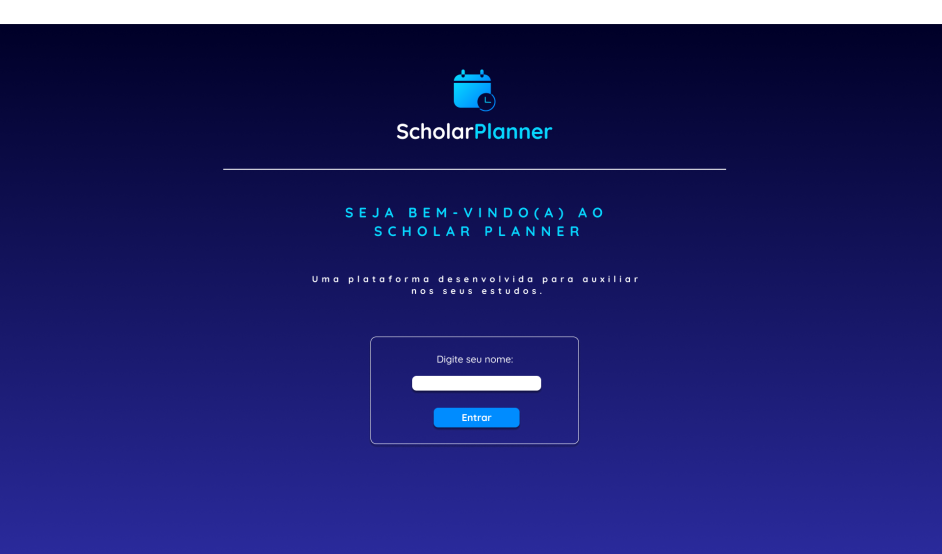 ScholarPlanner
SEJA BEM-VINDO(A) AO
SCHOLAR PLANNER
Uma plataforma desenvolvida para auxiliar
nos seus estudos.
Digite seu nome:
Entrar